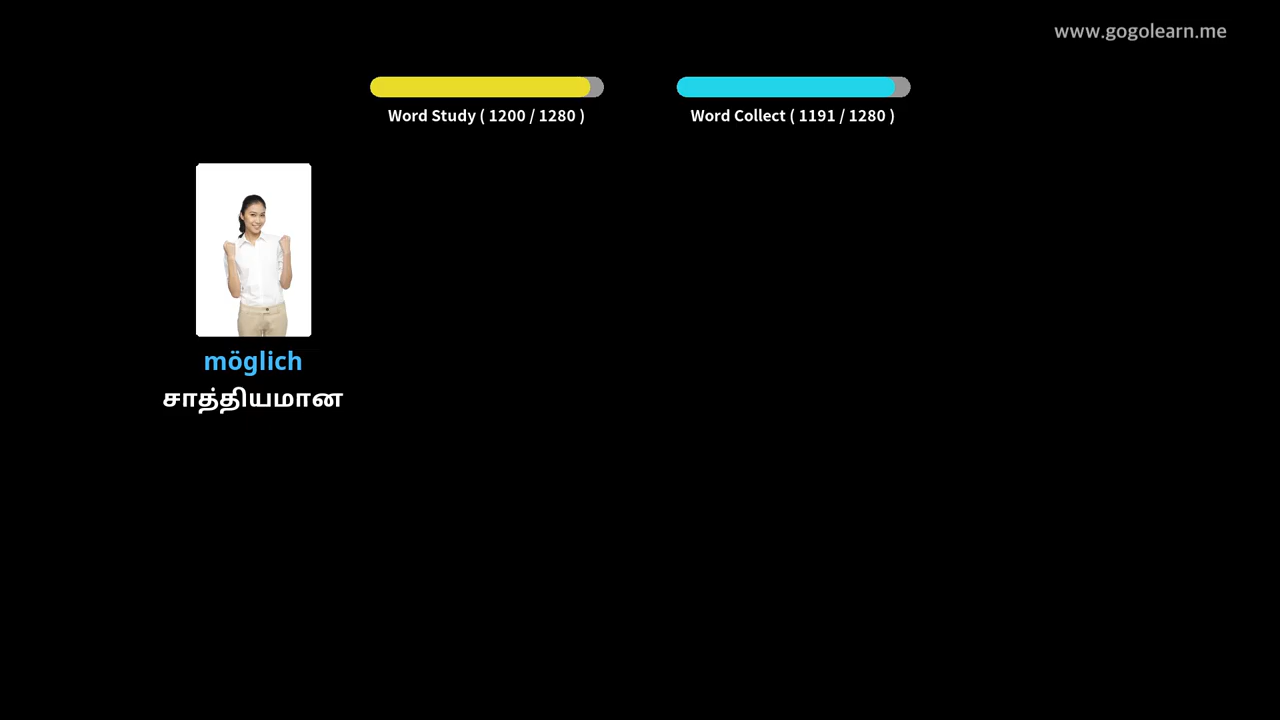 www.gogolearn.me
Word Study ( 1200 / 1280 )
Word Collect ( 1191 / 1280 )
möglich
சாத்தியமான